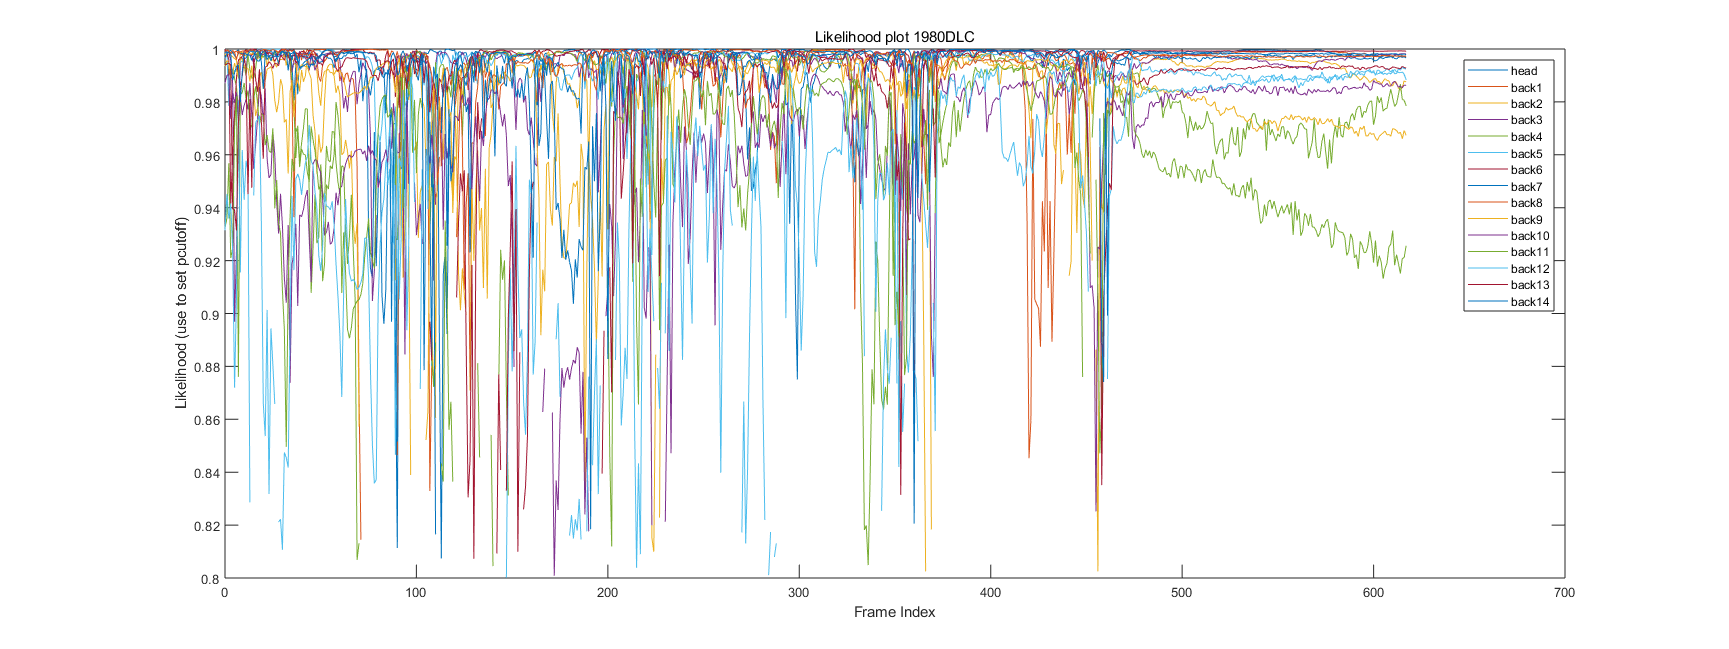 Likelihood plot 1980DLC
1
0.98
0.96
0.94
0.92
0.9
0.88
0.86
0.84
0.82
0.8
Likelihood (use to set pcutoff)
0 100 200 300 400 500 600 700
Frame Index
head
back1
back2
back3
back4
back5
back6
back7
back8
back9
back10
back11
back12
back13
back14